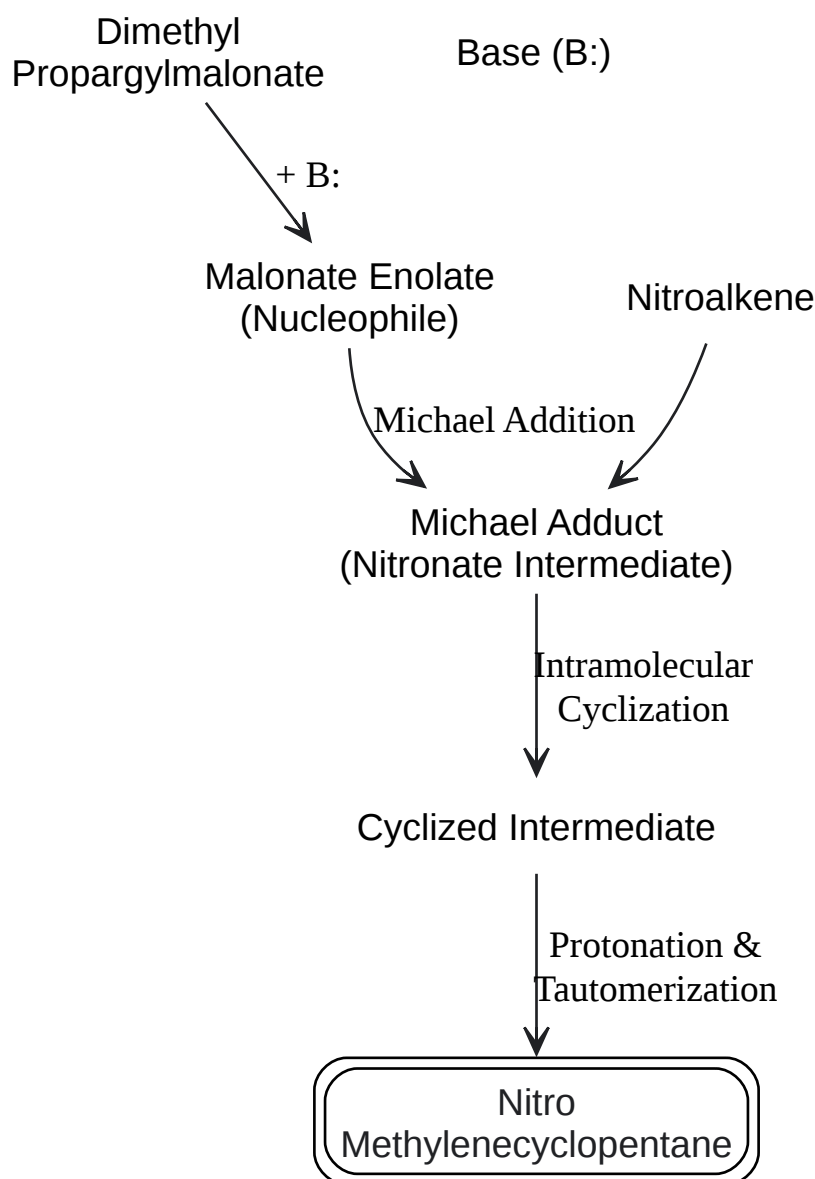 Dimethyl
Propargylmalonate
Base (B:)
+ B:
Malonate Enolate
(Nucleophile)
Nitroalkene
Michael Addition
Michael Adduct
(Nitronate Intermediate)
Intramolecular
Cyclization
Cyclized Intermediate
Protonation &
Tautomerization
Nitro
Methylenecyclopentane